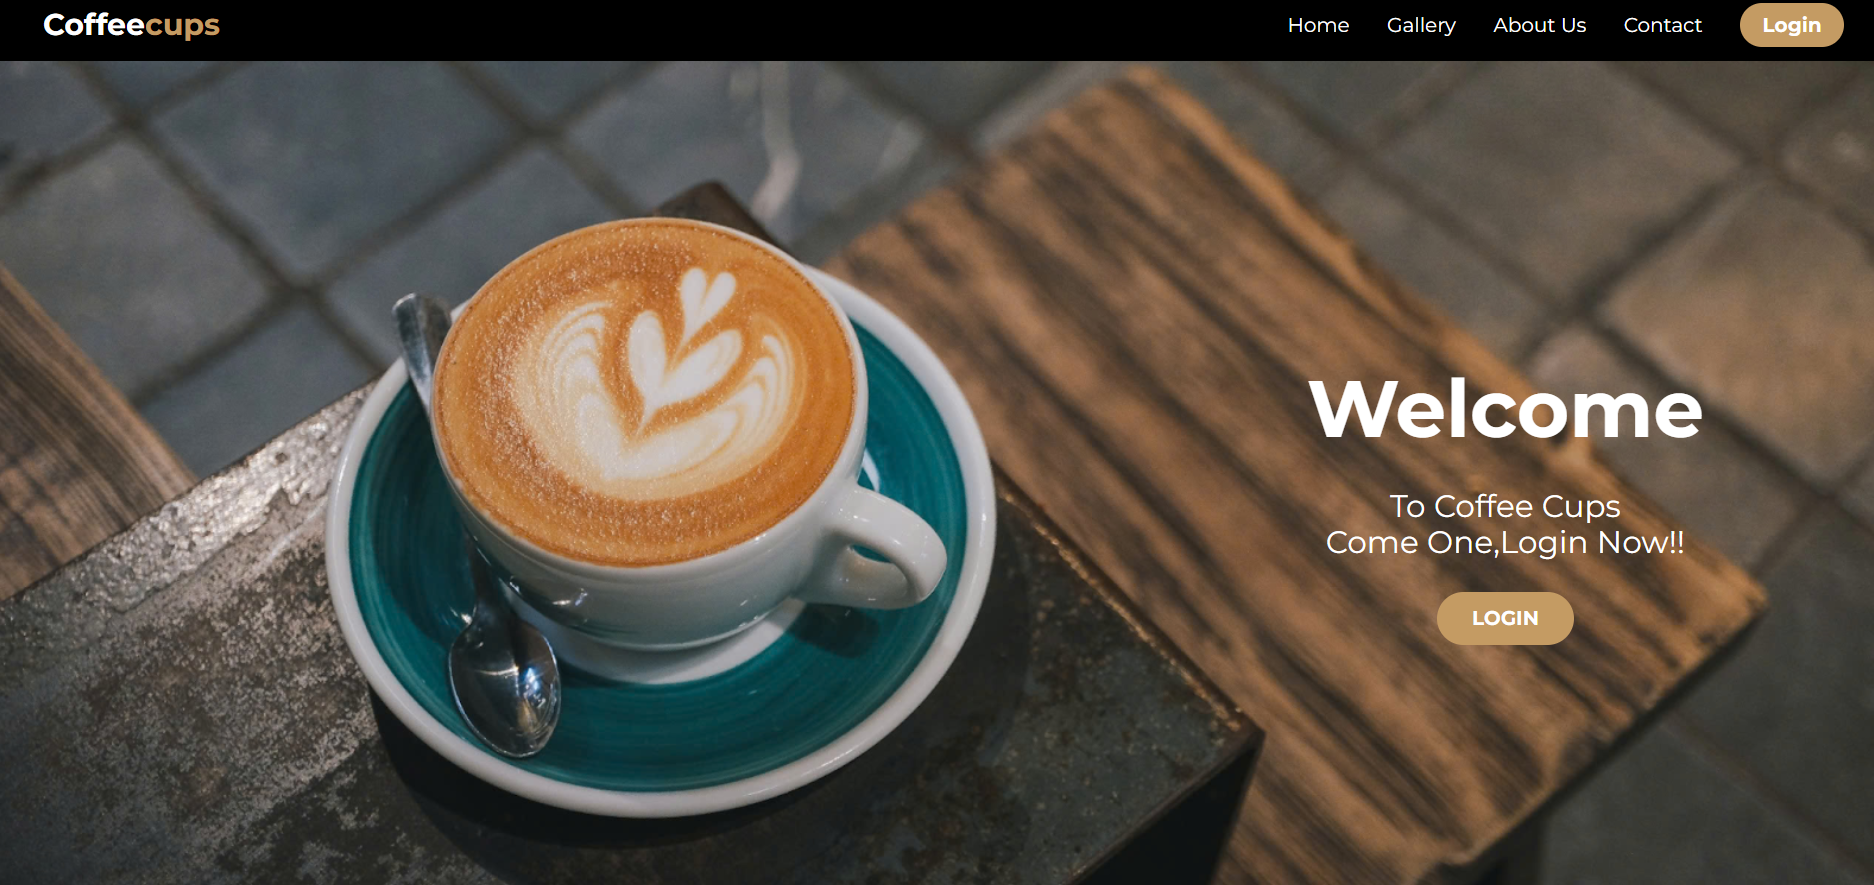 Coffeecups
Home Gallery About Us Contact Login
Welcome
To Coffee Cups
Come One,Login Now!!
LOGIN